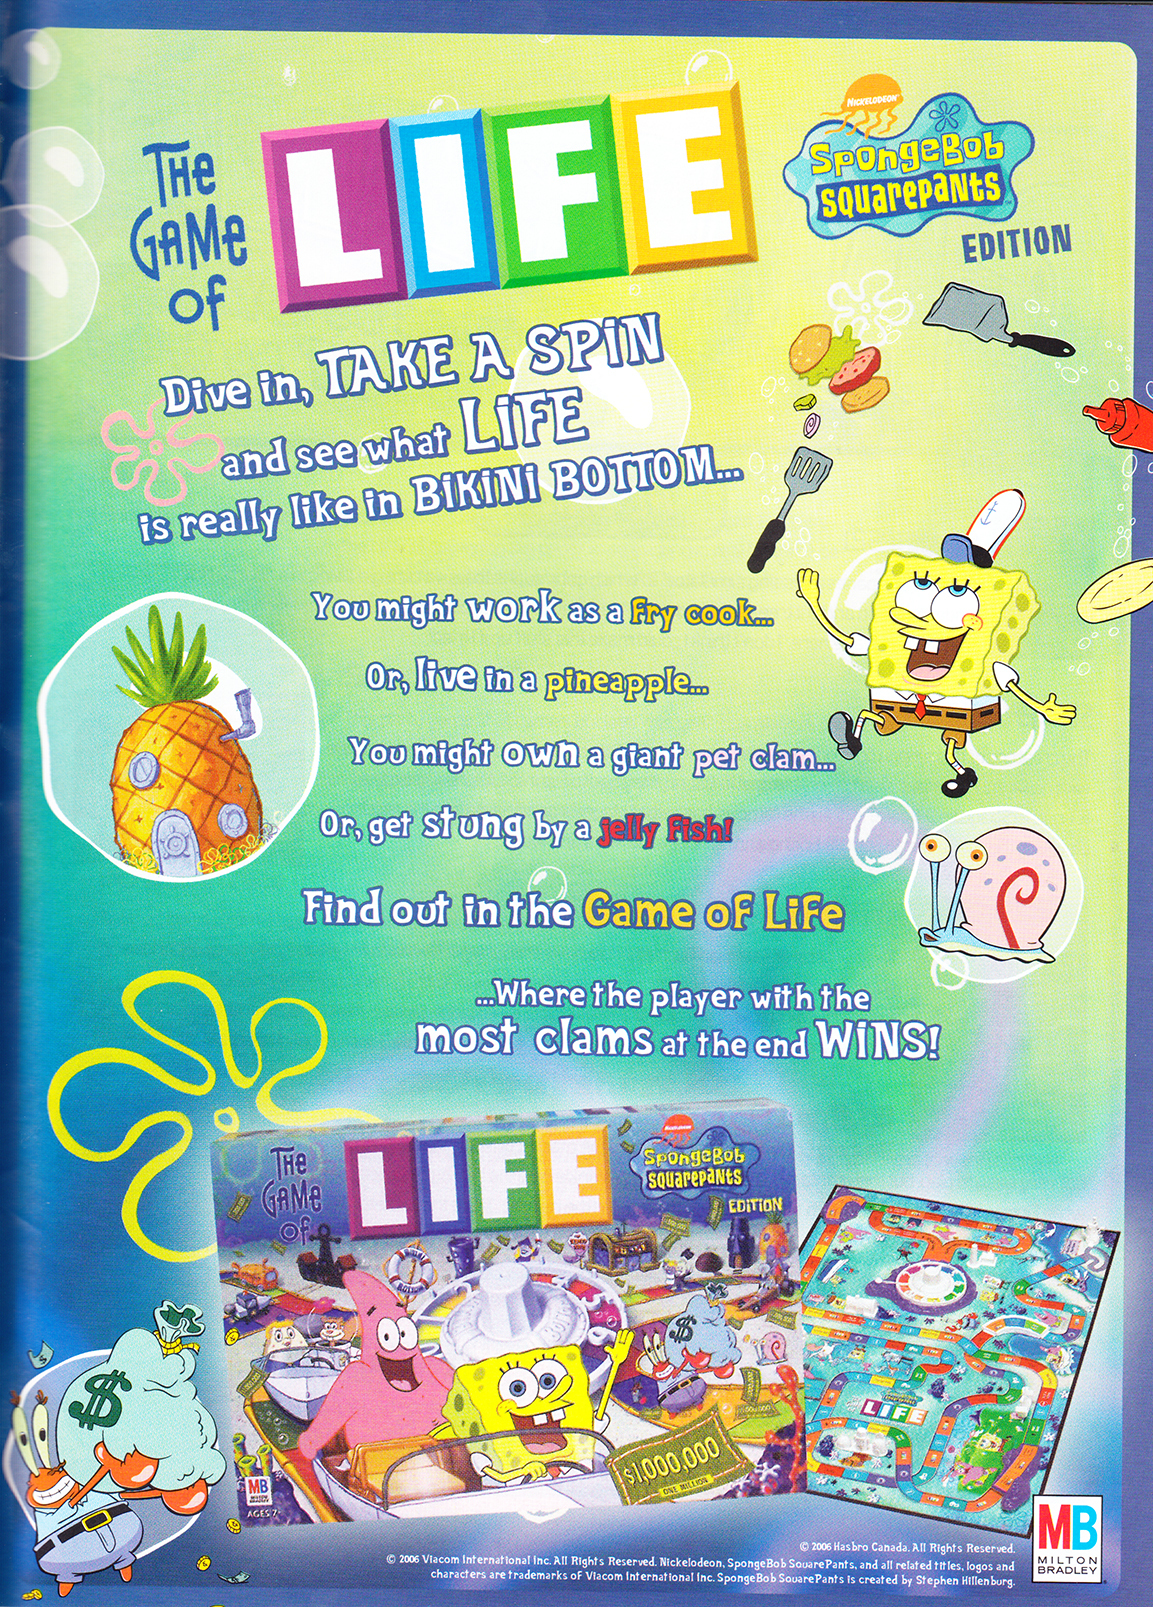 THE
GAME
OF
LIFE
NICKELODEON
SpongeBob
SQUAREPANTS
EDITION
Dive in, TAKE A SPIN
and see what LIFE
is really like in BIKINI BOTTOM...
You might work as a fry cook...
Or, live in a pineapple...
You might own a giant pet clam...
Or, get stung by a jelly fish!
Find out in the Game of Life
...Where the player with the
most clams at the end WINS!
THE
GAME
OF
LIFE
Nickelodeon
SpongeBob
SQUAREPANTS
EDITION
$
$
$1,000,000
ONE MILLION
MB
MILTON
BRADLEY
AGES 7+
LIFE
MB
MILTON
BRADLEY
© 2006 Hasbro Canada. All Rights Reserved.
© 2006 Viacom International Inc. All Rights Reserved. Nickelodeon, SpongeBob SquarePants, and all related titles, logos and
characters are trademarks of Viacom International Inc. SpongeBob SquarePants is created by Stephen Hillenburg.